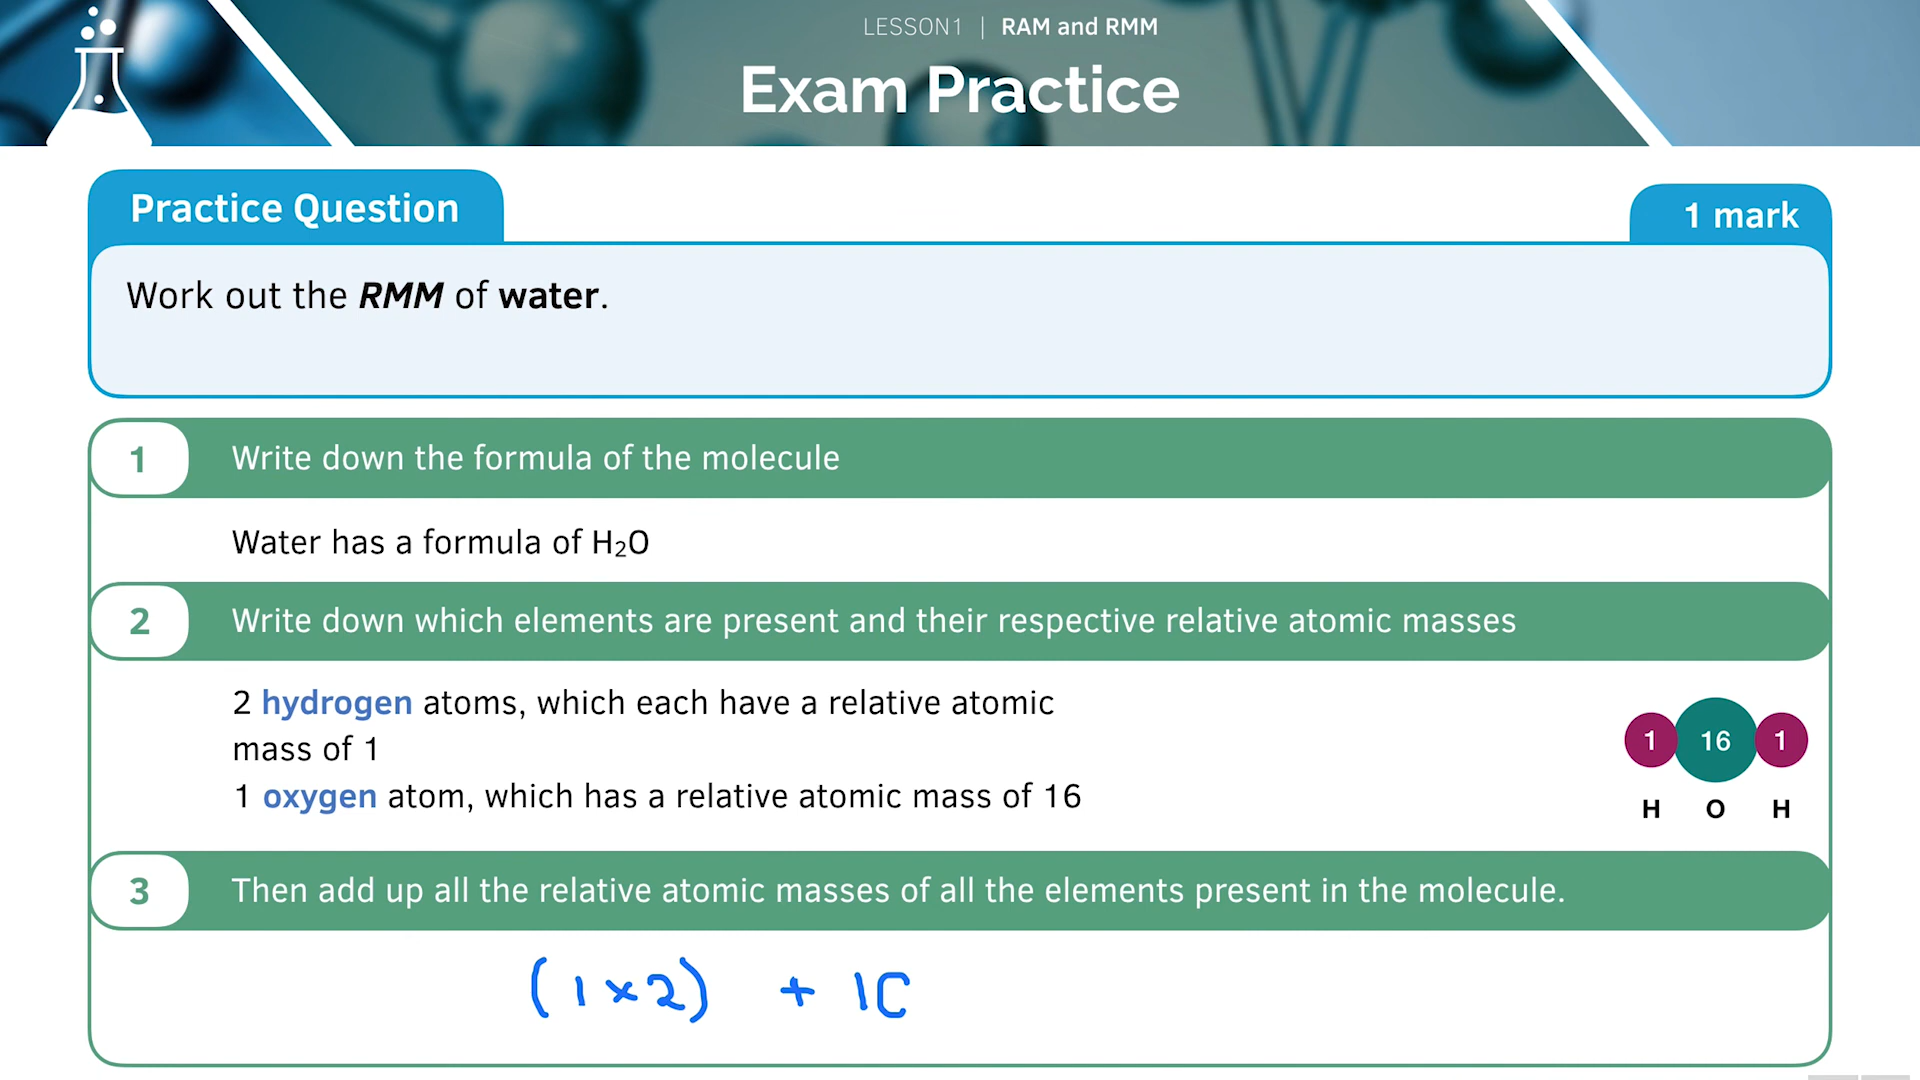 LESSON1 | RAM and RMM
Exam Practice
Practice Question
1 mark
Work out the RMM of water.
1
Write down the formula of the molecule
Water has a formula of H₂O
2
Write down which elements are present and their respective relative atomic masses
2 hydrogen atoms, which each have a relative atomic
mass of 1
1 oxygen atom, which has a relative atomic mass of 16
1 16 1
H O H
3
Then add up all the relative atomic masses of all the elements present in the molecule.
(1×2) + 1